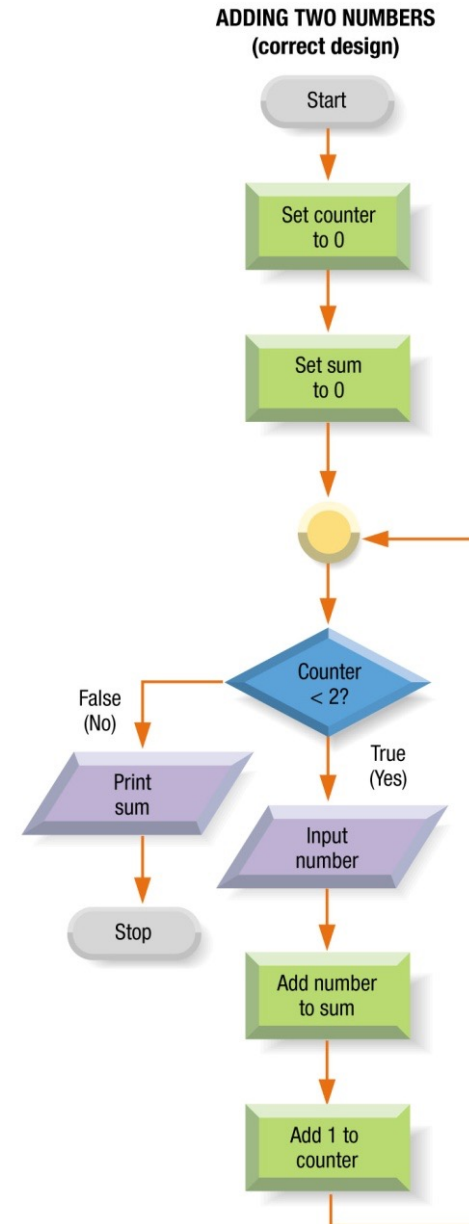 ADDING TWO NUMBERS
(correct design)
Start
Set counter
to 0
Set sum
to 0
Counter
< 2?
False
(No)
Print
sum
Stop
True
(Yes)
Input
number
Add number
to sum
Add 1 to
counter